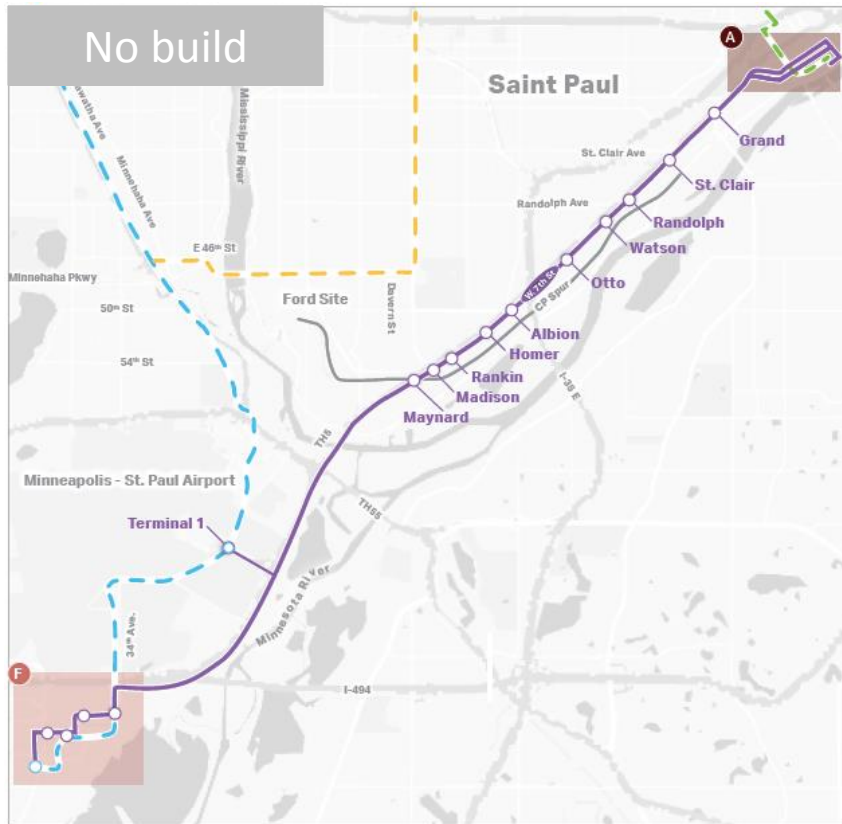 No build
A
Saint Paul
Grand
St. Clair Ave
St. Clair
Randolph Ave
Randolph
Watson
Otto
W. 7th St
CP Spur
Albion
Homer
Rankin
Madison
Maynard
I-35 E
awatha Ave
Minnehaha Ave
Mississippi River
E 46th St
Minnehaha Pkwy
50th St
54th St
Ford Site
Davern St
TH5
Minneapolis - St. Paul Airport
Terminal 1
TH55
Minnesota River
34th Ave.
F
I-494